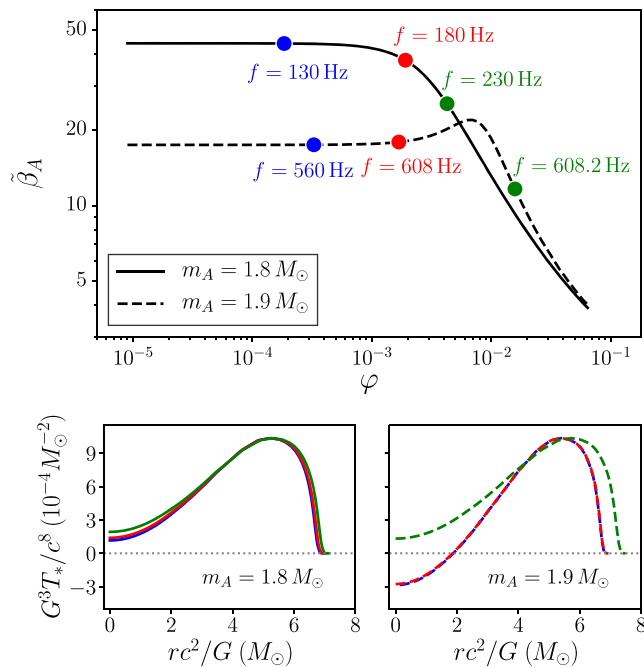 50
f = 180 Hz
f = 130 Hz
f = 230 Hz
20
f = 560 Hz
f = 608 Hz
f = 608.2 Hz
β̃_A
10
5
m_A = 1.8 M_⊙
m_A = 1.9 M_⊙
10^{-5} 10^{-4} 10^{-3} 10^{-2} 10^{-1}
φ
G^3T_*/c^8 (10^{-4}M_⊙^{-2})
9
6
3
0
−3
m_A = 1.8 M_⊙
m_A = 1.9 M_⊙
0 2 4 6 8
0 2 4 6 8
rc^2/G (M_⊙)
rc^2/G (M_⊙)